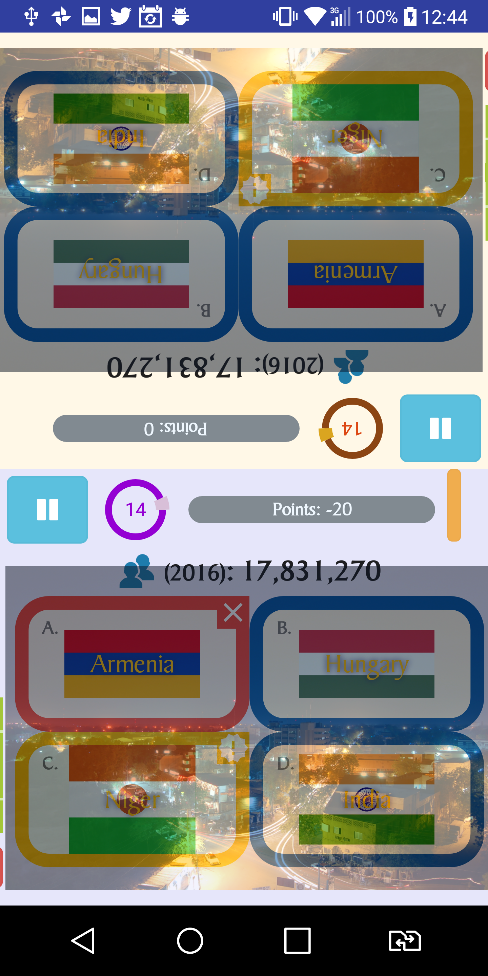 3G 100% 12:44
India
D.
Niger
C.
Hungary
B.
Armenia
A.
(2016): 17,831,270
Points: 0
14
14
Points: -20
(2016): 17,831,270
A.
Armenia
B.
Hungary
C.
Niger
D.
India